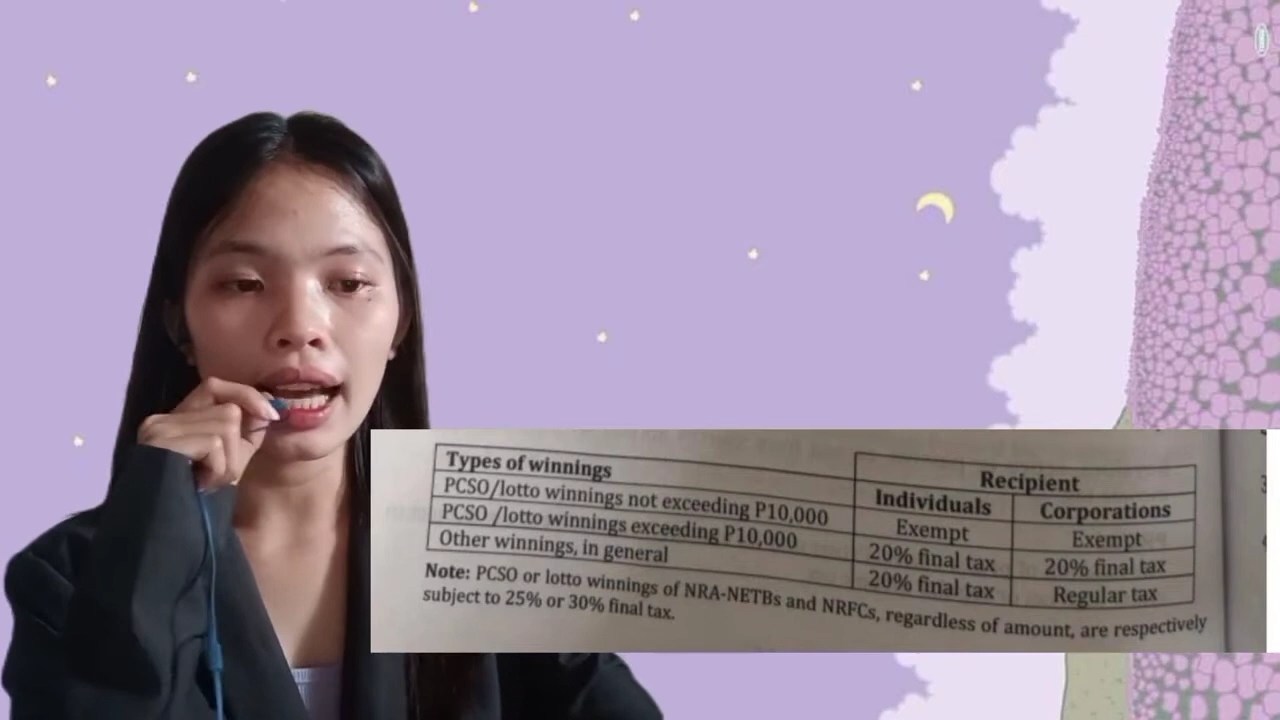 Types of winnings
Recipient
Individuals Corporations
PCSO/lotto winnings not exceeding P10,000 Exempt Exempt
PCSO /lotto winnings exceeding P10,000 20% final tax 20% final tax
Other winnings, in general 20% final tax Regular tax
Note: PCSO or lotto winnings of NRA-NETBs and NRFCs, regardless of amount, are respectively
subject to 25% or 30% final tax.